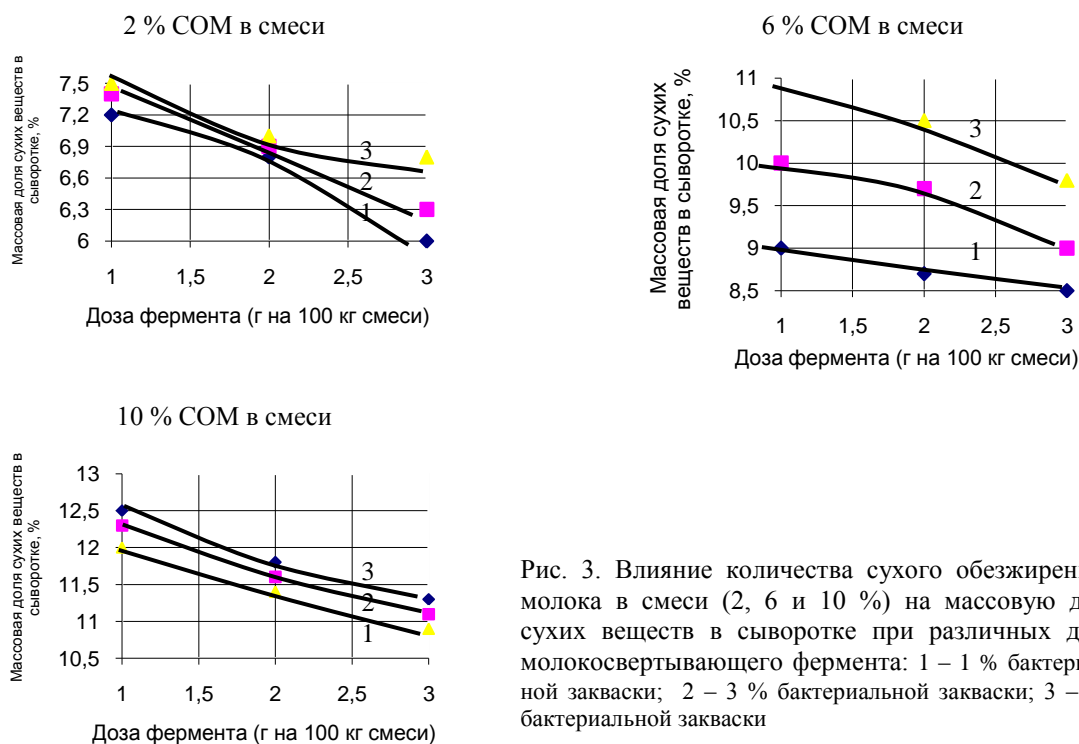 2 % СОМ в смеси
Массовая доля сухих веществ в
сыворотке, %
7,5
7,2
6,9
6,6
6,3
6
3
2
1
1
2
2,5
3
Доза фермента (г на 100 кг смеси)
6 % СОМ в смеси
Массовая доля сухих
веществ в сыворотке, %
11
10,5
10
9,5
9
8,5
3
2
1
1
1,5
2
2,5
3
Доза фермента (г на 100 кг смеси)
10 % СОМ в смеси
Массовая доля сухих веществ в
сыворотке, %
13
12,5
12
11,5
11
10,5
3
2
1
1
1,5
2
2,5
3
Доза фермента (г на 100 кг смеси)
Рис. 3. Влияние количества сухого обезжирен
молока в смеси (2, 6 и 10 %) на массовую д
сухих веществ в сыворотке при различных д
молокосвертывающего фермента: 1 – 1 % бактери
ной закваски; 2 – 3 % бактериальной закваски; 3 –
бактериальной закваски